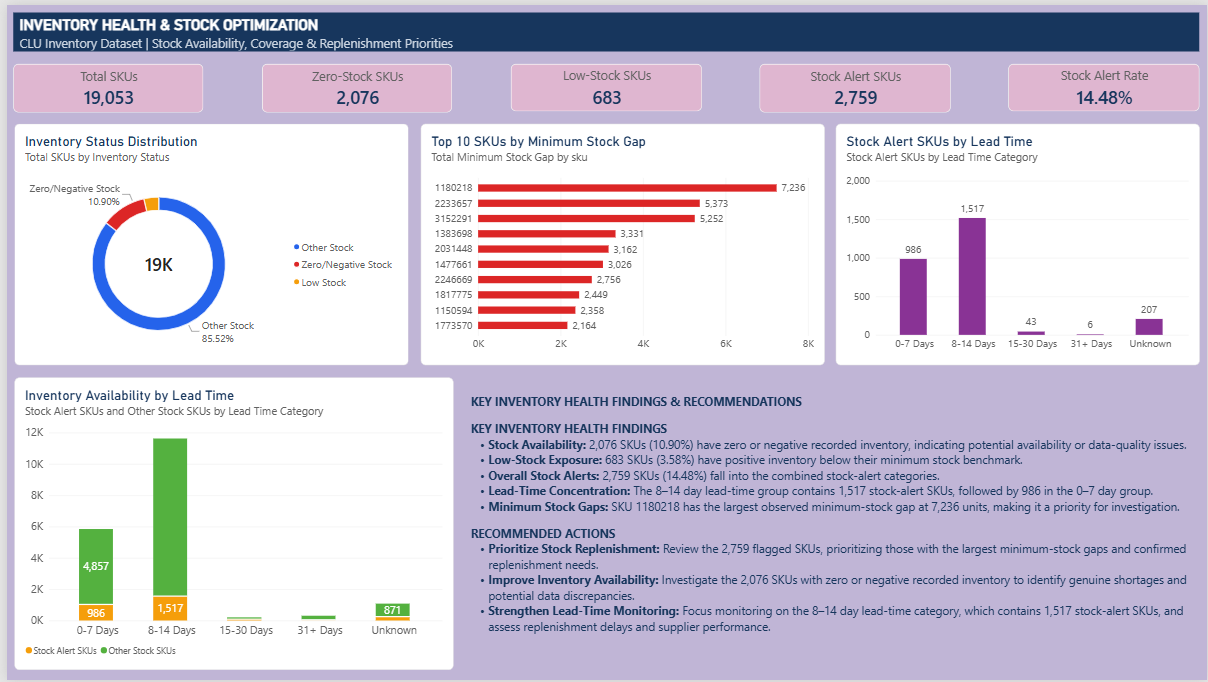 INVENTORY HEALTH & STOCK OPTIMIZATION
CLU Inventory Dataset | Stock Availability, Coverage & Replenishment Priorities
Total SKUs
19,053
Zero-Stock SKUs
2,076
Low-Stock SKUs
683
Stock Alert SKUs
2,759
Stock Alert Rate
14.48%
Inventory Status Distribution
Total SKUs by Inventory Status
Zero/Negative Stock
10.90%
19K
Other Stock
85.52%
Other Stock
Zero/Negative Stock
Low Stock
Top 10 SKUs by Minimum Stock Gap
Total Minimum Stock Gap by sku
1180218 7,236
2233657 5,373
3152291 5,252
1383698 3,331
2031448 3,162
1477661 3,026
2246669 2,756
1817775 2,449
1150594 2,358
1773570 2,164
0K 2K 4K 6K 8K
Stock Alert SKUs by Lead Time
Stock Alert SKUs by Lead Time Category
2,000
1,500
1,000
500
0
986
1,517
43
6
207
0-7 Days 8-14 Days 15-30 Days 31+ Days Unknown
Inventory Availability by Lead Time
Stock Alert SKUs and Other Stock SKUs by Lead Time Category
12K
10K
8K
6K
4K
2K
0K
4,857
986
1,517
871
0-7 Days 8-14 Days 15-30 Days 31+ Days Unknown
Stock Alert SKUs Other Stock SKUs
KEY INVENTORY HEALTH FINDINGS & RECOMMENDATIONS
KEY INVENTORY HEALTH FINDINGS
• Stock Availability: 2,076 SKUs (10.90%) have zero or negative recorded inventory, indicating potential availability or data-quality issues.
• Low-Stock Exposure: 683 SKUs (3.58%) have positive inventory below their minimum stock benchmark.
• Overall Stock Alerts: 2,759 SKUs (14.48%) fall into the combined stock-alert categories.
• Lead-Time Concentration: The 8–14 day lead-time group contains 1,517 stock-alert SKUs, followed by 986 in the 0–7 day group.
• Minimum Stock Gaps: SKU 1180218 has the largest observed minimum-stock gap at 7,236 units, making it a priority for investigation.
RECOMMENDED ACTIONS
• Prioritize Stock Replenishment: Review the 2,759 flagged SKUs, prioritizing those with the largest minimum-stock gaps and confirmed
replenishment needs.
• Improve Inventory Availability: Investigate the 2,076 SKUs with zero or negative recorded inventory to identify genuine shortages and
potential data discrepancies.
• Strengthen Lead-Time Monitoring: Focus monitoring on the 8–14 day lead-time category, which contains 1,517 stock-alert SKUs, and
assess replenishment delays and supplier performance.